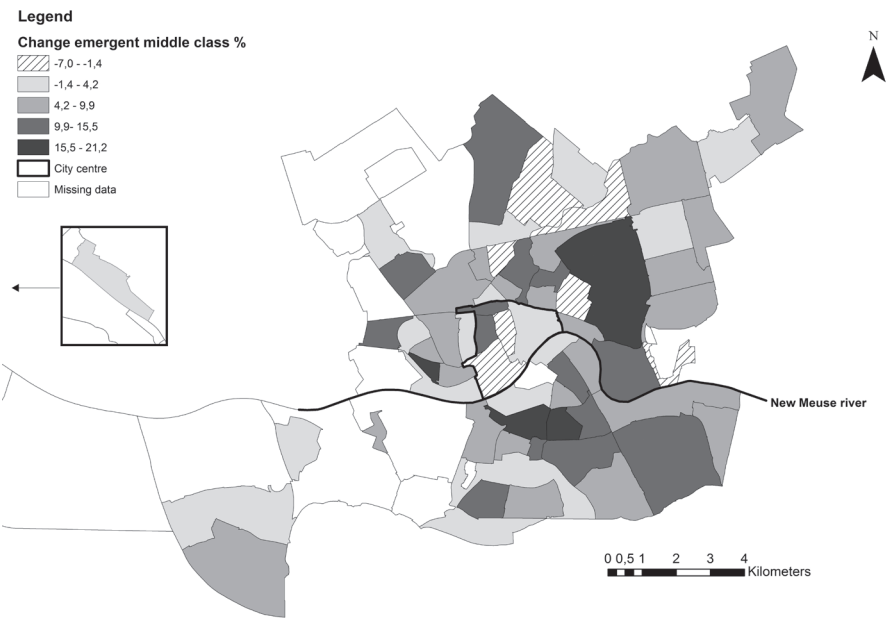 Legend
Change emergent middle class %
-7,0 - -1,4
-1,4 - 4,2
4,2 - 9,9
9,9- 15,5
15,5 - 21,2
City centre
Missing data
N
New Meuse river
0 0,5 1 2 3 4
Kilometers